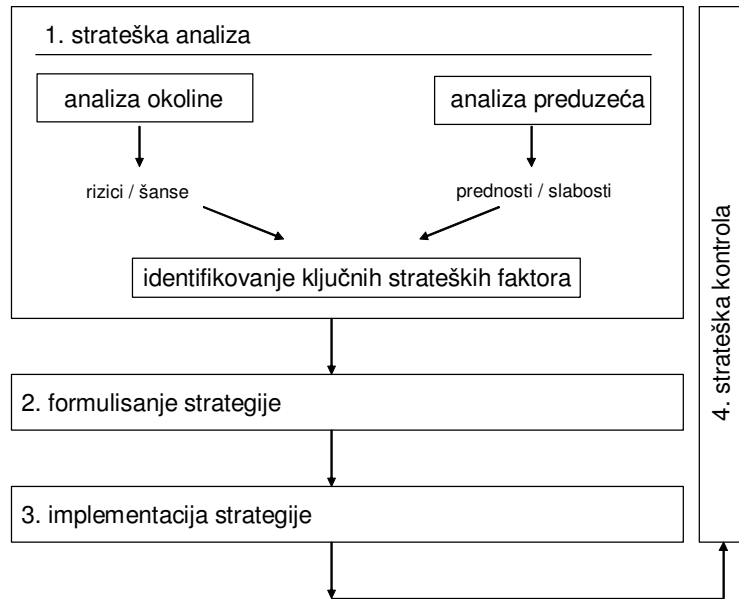 1. strateška analiza
analiza okoline
analiza preduzeća
rizici / šanse
prednosti / slabosti
identifikovanje ključnih strateških faktora
2. formulisanje strategije
3. implementacija strategije
4. strateška kontrola